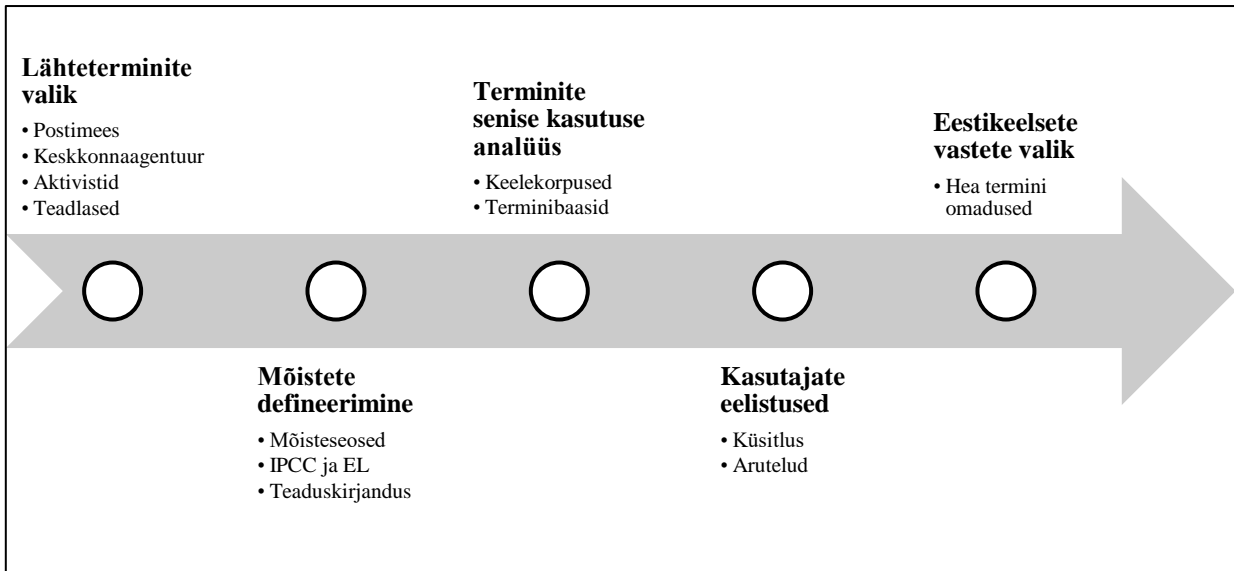 Lähteterminite
valik
• Postimees
• Keskkonnaagentuur
• Aktivistid
• Teadlased
Mõistete
defineerimine
• Mõisteseosed
• IPCC ja EL
• Teaduskirjandus
Terminite
senise kasutuse
analüüs
• Keelekorpused
• Terminibaasid
Kasutajate
eelistused
• Küsitlus
• Arutelud
Eestikeelsete
vastete valik
• Hea termini
omadused